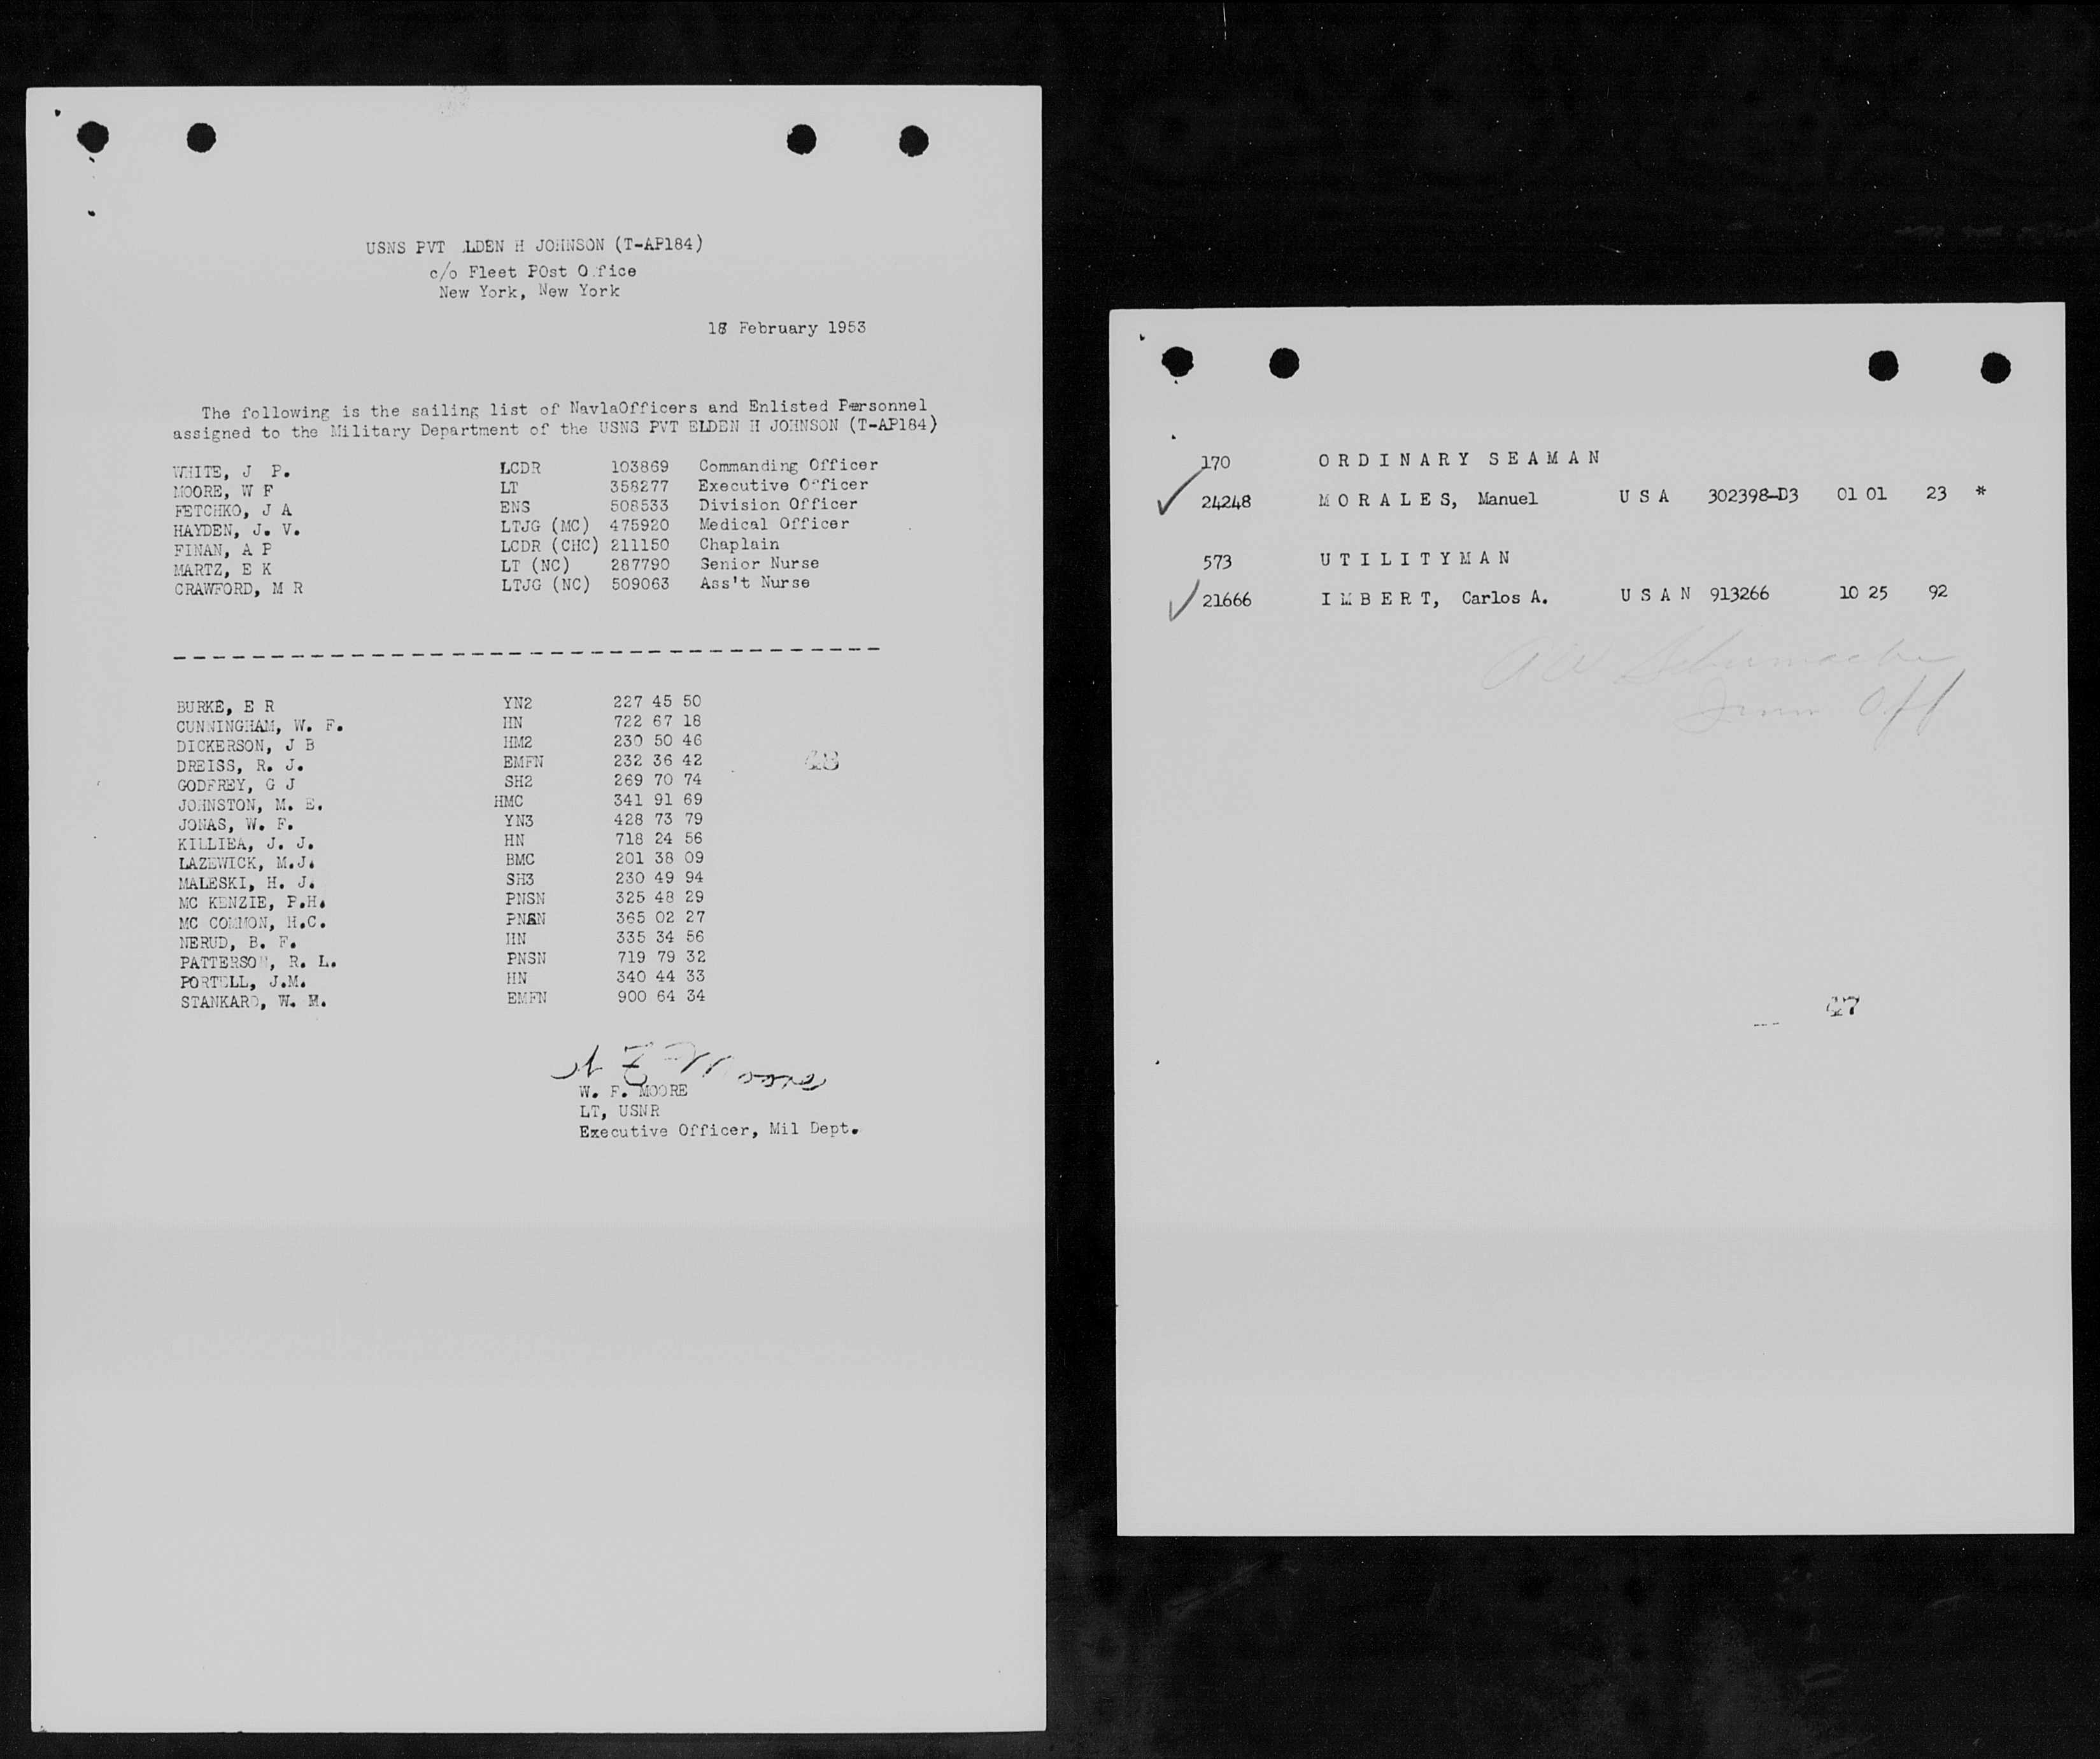 USNS PVT LDEN H JOHNSON (T-AP184)
c/o Fleet POst O fice
New York, New York
18 February 1953
The following is the sailing list of NavlaOfficers and Enlisted Personnel
assigned to the Military Department of the USNS PVT ELDEN H JOHNSON (T-AP184)
WHITE, J P. LCDR 103869 Commanding Officer
MOORE, W F LT 358277 Executive Officer
FETCHKO, J A ENS 508533 Division Officer
HAYDEN, J. V. LTJG (MC) 475920 Medical Officer
FINAN, A P LCDR (CHC) 211150 Chaplain
MARTZ, E K LT (NC) 287790 Senior Nurse
CRAWFORD, M R LTJG (NC) 509063 Ass't Nurse
BURKE, E R YN2 227 45 50
CUNNINGHAM, W. F. HN 722 67 18
DICKERSON, J B HM2 230 50 46
DREISS, R. J. EMFN 232 36 42
GODFREY, G J SH2 269 70 74
JOHNSTON, M. E. HMC 341 91 69
JONAS, W. F. YN3 428 73 79
KILLIEA, J. J. HN 718 24 56
LAZEWICK, M.J. BMC 201 38 09
MALESKI, H. J. SH3 230 49 94
MC KENZIE, P.H. PNSN 325 48 29
MC COMMON, H.C. PNSN 365 02 27
NERUD, B. F. HN 335 34 56
PATTERSON, R. L. PNSN 719 79 32
PORTELL, J.M. HN 340 44 33
STANKARD, W. M. EMFN 900 64 34
48
W. F. MOORE
LT, USNR
Executive Officer, Mil Dept.
170 ORDINARY SEAMAN
24248 MORALES, Manuel USA 302398-D3 01 01 23 *
573 UTILITYMAN
21666 IMBERT, Carlos A. USAN 913266 10 25 92
Schumacher
Imm Off
47